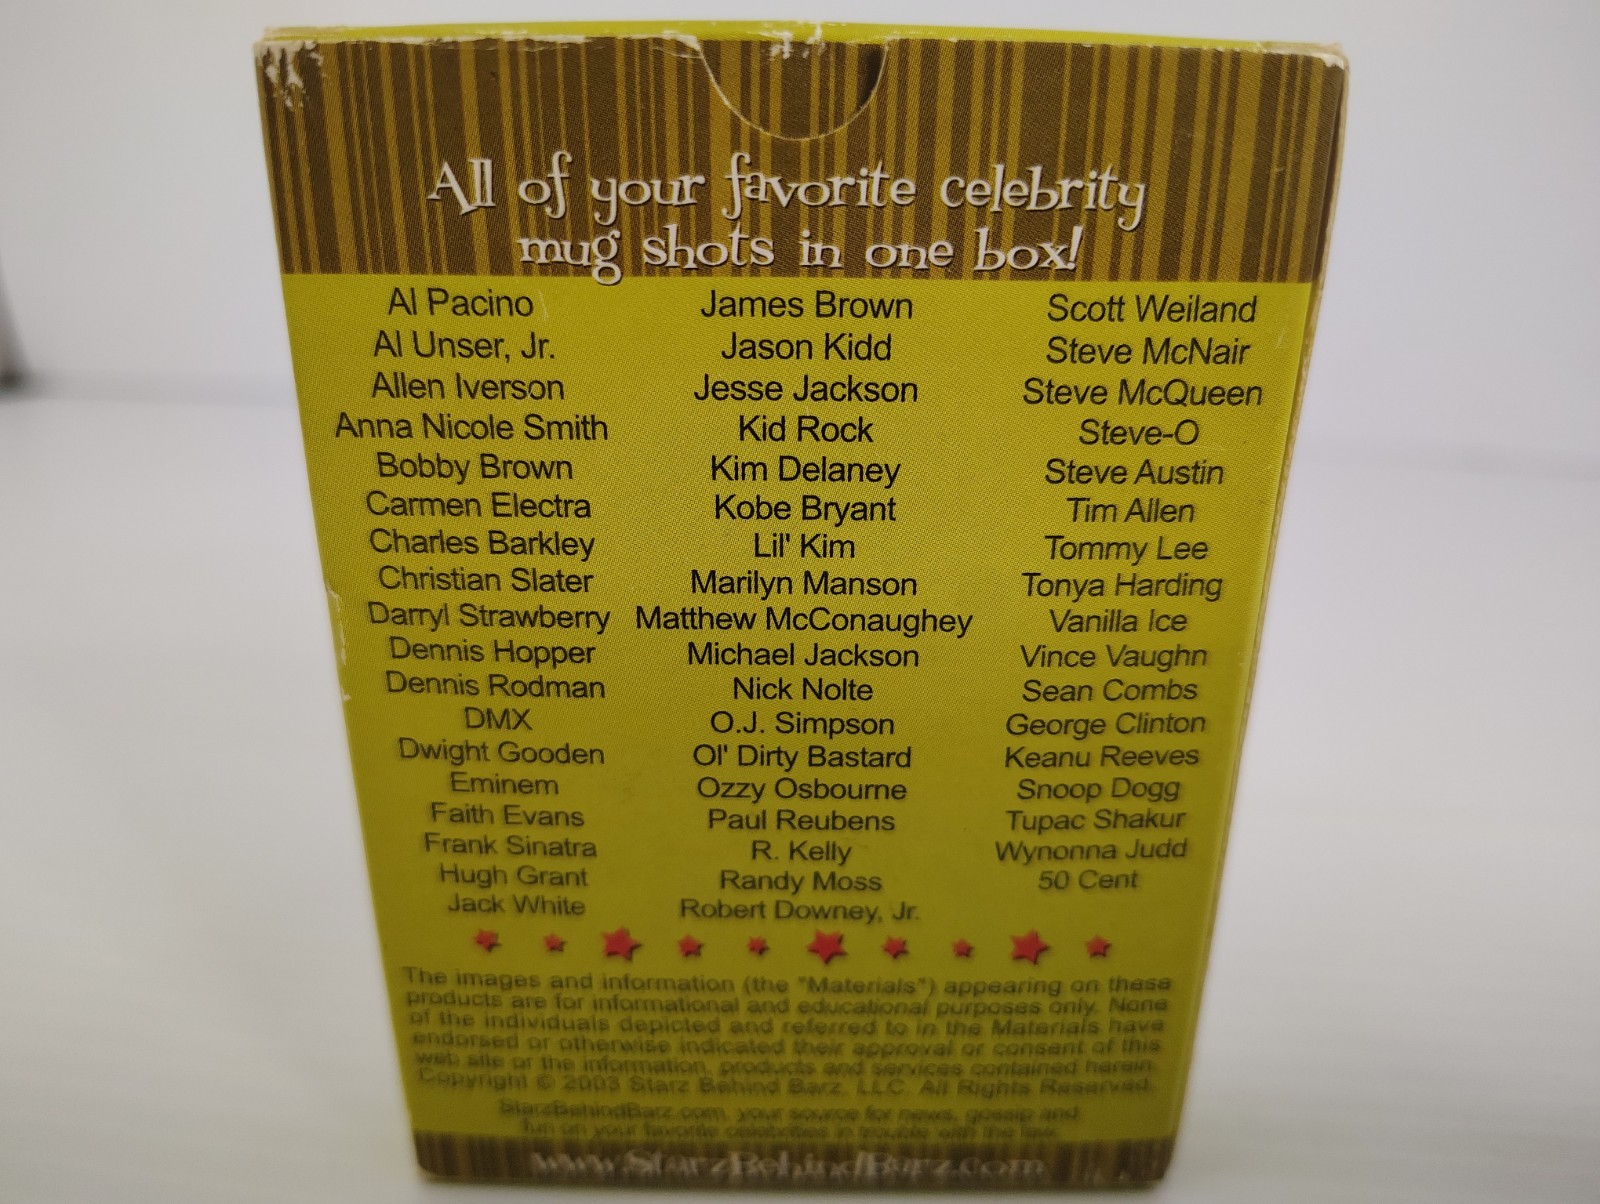 All of your favorite celebrity
mug shots in one box!
Al Pacino
Al Unser, Jr.
Allen Iverson
Anna Nicole Smith
Bobby Brown
Carmen Electra
Charles Barkley
Christian Slater
Darryl Strawberry
Dennis Hopper
Dennis Rodman
DMX
Dwight Gooden
Eminem
Faith Evans
Frank Sinatra
Hugh Grant
Jack White
James Brown
Jason Kidd
Jesse Jackson
Kid Rock
Kim Delaney
Kobe Bryant
Lil' Kim
Marilyn Manson
Matthew McConaughey
Michael Jackson
Nick Nolte
O.J. Simpson
Ol' Dirty Bastard
Ozzy Osbourne
Paul Reubens
R. Kelly
Randy Moss
Robert Downey, Jr.
Scott Weiland
Steve McNair
Steve McQueen
Steve-O
Steve Austin
Tim Allen
Tommy Lee
Tonya Harding
Vanilla Ice
Vince Vaughn
Sean Combs
George Clinton
Keanu Reeves
Snoop Dogg
Tupac Shakur
Wynonna Judd
50 Cent
The images and information (the "Materials") appearing on these
products are for informational and educational purposes only. None
of the individuals depicted and referred to in the Materials have
endorsed or otherwise indicated their approval or consent of this
web site or the information, products and services contained herein.
Copyright © 2003 Starz Behind Barz, LLC. All Rights Reserved.
StarzBehindBarz.com, your source for news, gossip and
fun on your favorite celebrities in trouble with the law.
www.StarzBehindBarz.com